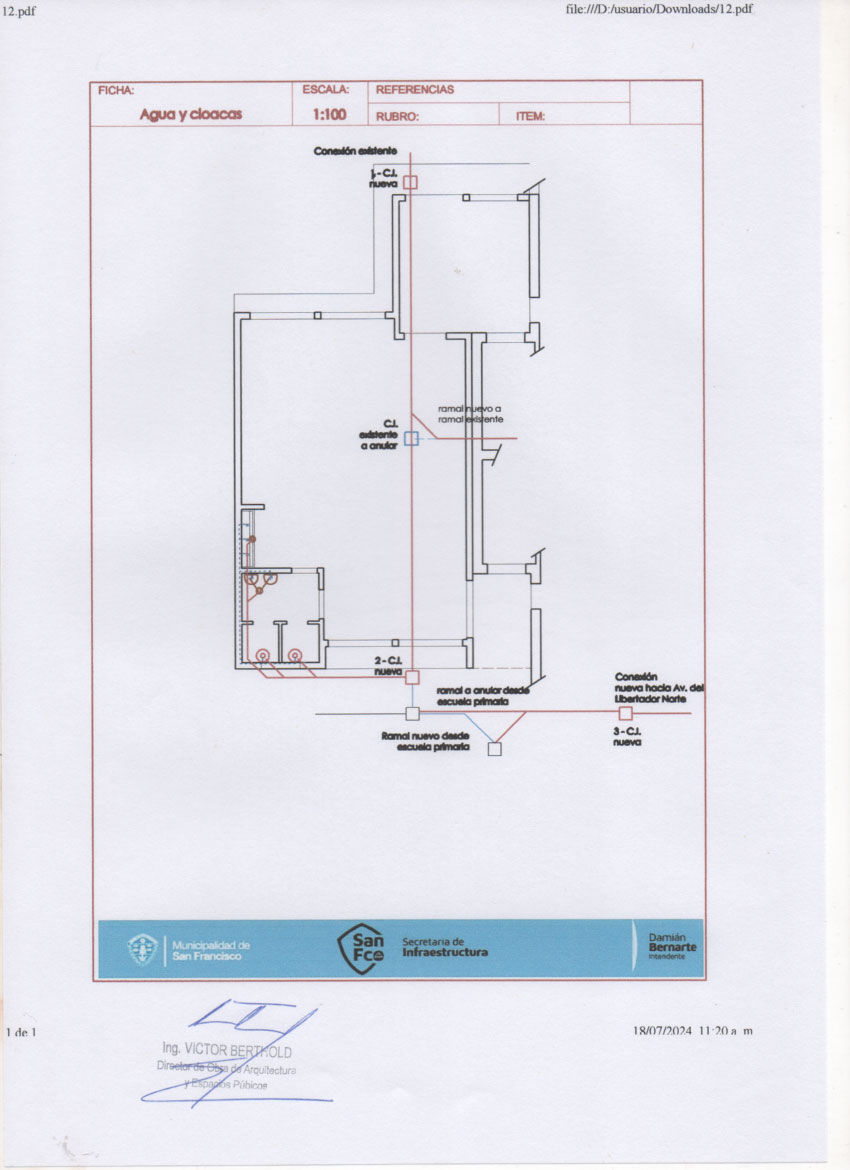 12.pdf
file:///D:/usuario/Downloads/12.pdf
FICHA:
Agua y cloacas
ESCALA:
1:100
REFERENCIAS
RUBRO:
ITEM:
Conexión existente
1.- C.I.
nueva
ramal nuevo a
ramal existente
C.I.
existente
a anular
2 - C.I.
nueva
ramal a anular desde
escuela primaria
Conexión
nueva hacia Av. del
Libertador Norte
Ramal nuevo desde
escuela primaria
3 - C.I.
nueva
Municipalidad de
San Francisco
San
Fco
Secretaria de
Infraestructura
Damián
Bernarte
Intendente
1 de 1
18/07/2024 11:20 a. m.
Ing. VICTOR BERTHOLD
Director de Obra de Arquitectura
y Espacios Púbicos